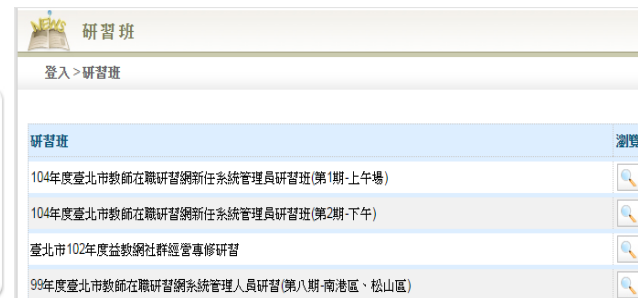 NEWS
研習班
登入 > 研習班
研習班 瀏覽
104年度臺北市教師在職研習網新任系統管理員研習班(第1期-上午場)
104年度臺北市教師在職研習網新任系統管理員研習班(第2期-下午)
臺北市102年度益教網社群經營專修研習
99年度臺北市教師在職研習網系統管理人員研習(第八期-南港區、松山區)